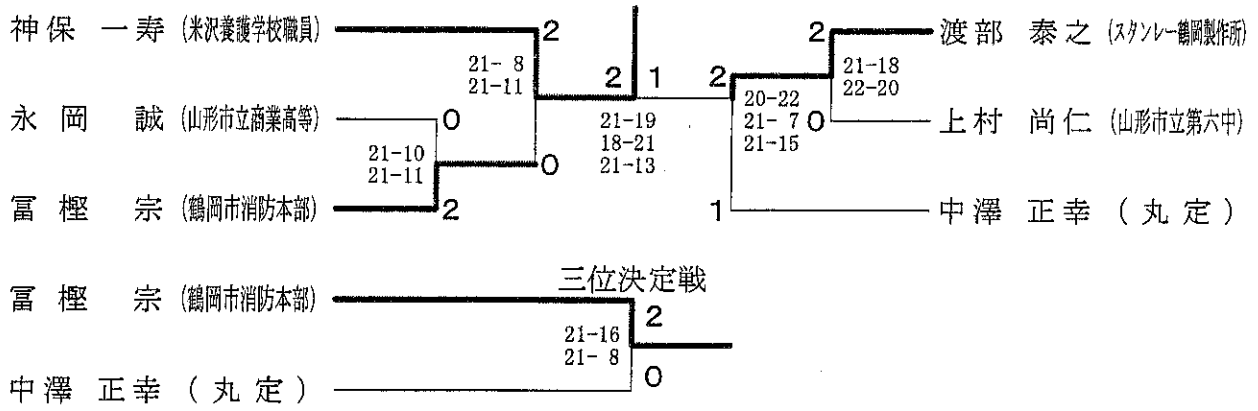 神保 一寿 (米沢養護学校職員) 2 2 渡部 泰之 (スタンレー鶴岡製作所)
21- 8 2 1 2 21-18
21-11 22-20
20-22
永岡 誠 (山形市立商業高等) 0 21-19 21- 7 0 上村 尚仁 (山形市立第六中)
18-21 21-15
21-10 21-13
21-11 0
冨樫 宗 (鶴岡市消防本部) 2 1 中澤 正幸 (丸定)
三位決定戦
冨樫 宗 (鶴岡市消防本部) 2
21-16
21- 8
中澤 正幸 (丸定) 0